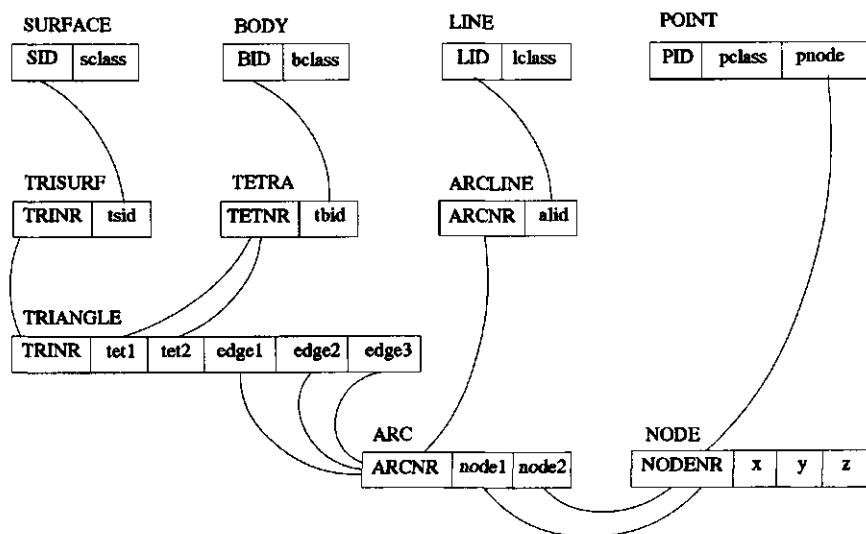 SURFACE BODY LINE POINT
SID sclass BID bclass LID lclass PID pclass pnode
TRISURF TETRA ARCLINE
TRINR tsid TETNR tbid ARCNR alid
TRIANGLE
TRINR tet1 tet2 edge1 edge2 edge3
ARC NODE
ARCNR node1 node2 NODENR x y z